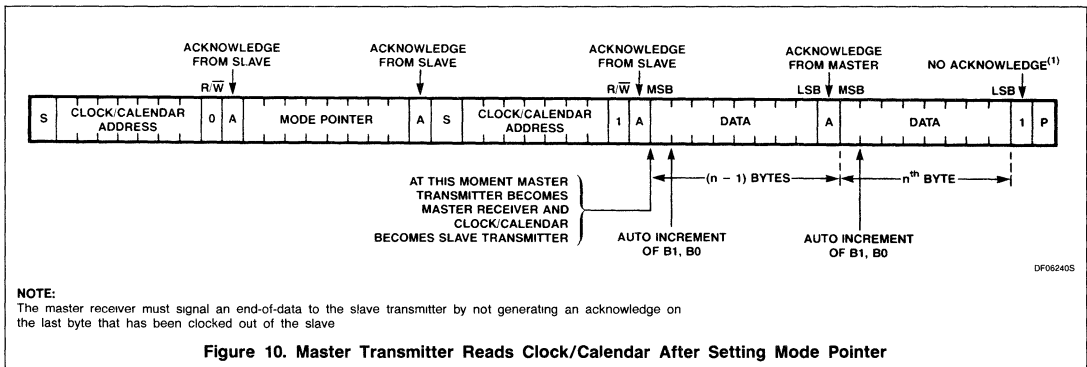 ACKNOWLEDGE
FROM SLAVE
ACKNOWLEDGE
FROM SLAVE
ACKNOWLEDGE
FROM SLAVE
ACKNOWLEDGE
FROM MASTER
NO ACKNOWLEDGE(1)
R/W̅
R/W̅ MSB
LSB MSB
LSB
S CLOCK/CALENDAR ADDRESS 0 A MODE POINTER A S CLOCK/CALENDAR ADDRESS 1 A DATA A DATA 1 P
(n − 1) BYTES
nth BYTE
AT THIS MOMENT MASTER
TRANSMITTER BECOMES
MASTER RECEIVER AND
CLOCK/CALENDAR
BECOMES SLAVE TRANSMITTER
AUTO INCREMENT
OF B1, B0
AUTO INCREMENT
OF B1, B0
DF06240S
NOTE:
The master receiver must signal an end-of-data to the slave transmitter by not generating an acknowledge on
the last byte that has been clocked out of the slave
Figure 10. Master Transmitter Reads Clock/Calendar After Setting Mode Pointer